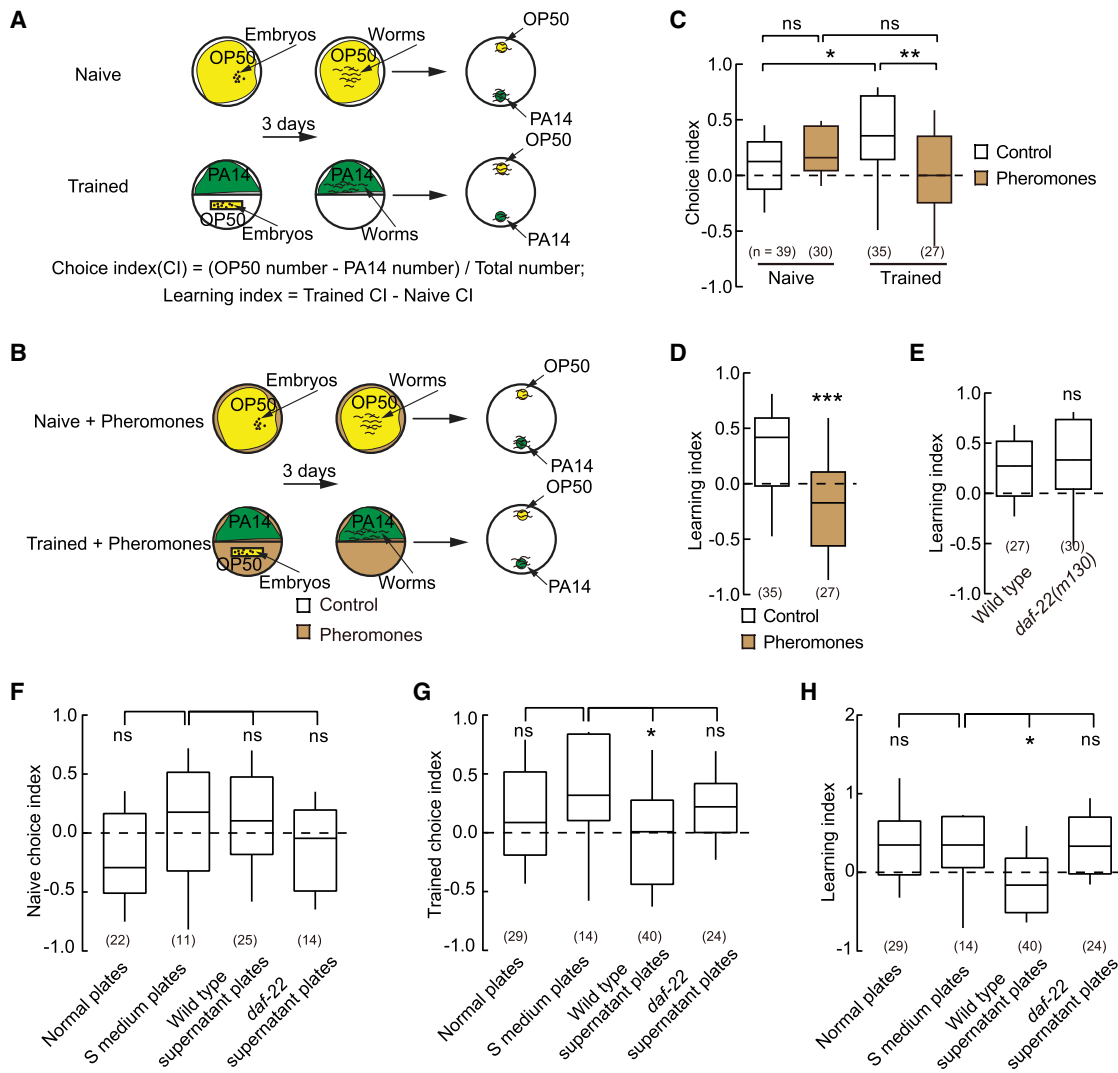 A
Embryos
Worms
OP50
Naive
OP50
OP50
PA14
3 days
OP50
Trained
PA14
PA14
OP50
Embryos
Worms
PA14
Choice index(CI) = (OP50 number - PA14 number) / Total number;
Learning index = Trained CI - Naive CI
B
Embryos
Worms
OP50
Naive + Pheromones
OP50
OP50
PA14
3 days
OP50
Trained + Pheromones
PA14
PA14
OP50
Embryos
Worms
PA14
Control
Pheromones
C
ns
ns
*
**
1.0
0.5
0.0
-0.5
-1.0
Choice index
(n = 39)
(30)
(35)
(27)
Naive
Trained
Control
Pheromones
D
1.0
0.5
0.0
-0.5
-1.0
Learning index
***
(35)
(27)
Control
Pheromones
E
1.0
0.5
0.0
-0.5
-1.0
Learning index
ns
(27)
(30)
Wild type
daf-22(m130)
F
1.0
0.5
0.0
-0.5
-1.0
Naive choice index
ns
ns
ns
(22)
(11)
(25)
(14)
Normal plates
S medium plates
Wild type
supernatant plates
daf-22
supernatant plates
G
1.0
0.5
0.0
-0.5
-1.0
Trained choice index
ns
*
ns
(29)
(14)
(40)
(24)
Normal plates
S medium plates
Wild type
supernatant plates
daf-22
supernatant plates
H
2
1
0
-1
Learning index
ns
*
ns
(29)
(14)
(40)
(24)
Normal plates
S medium plates
Wild type
supernatant plates
daf-22
supernatant plates